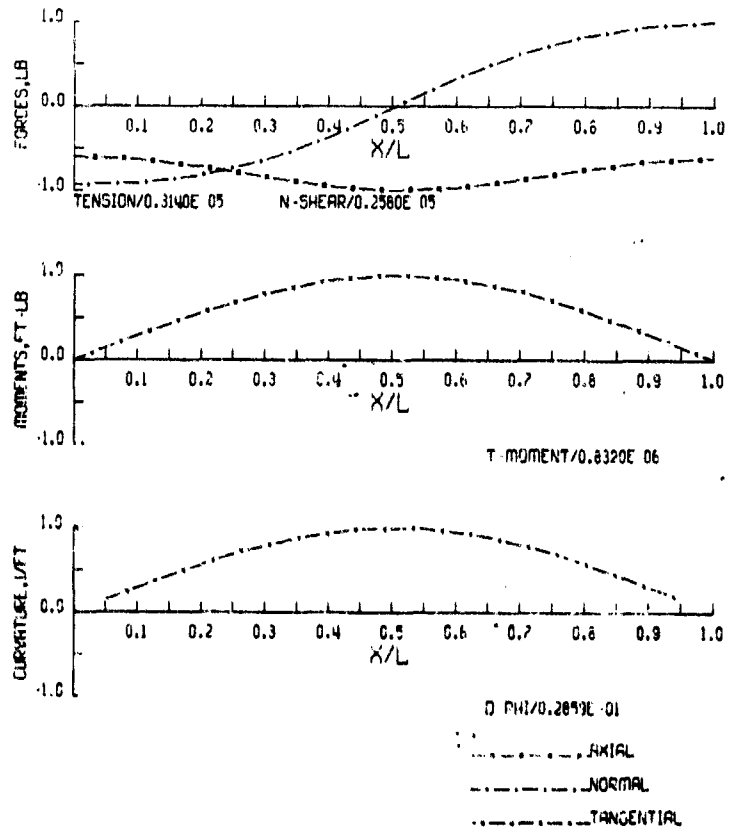 1.0
FORCES,LB
0.0
0.1 0.2 0.3 0.4 0.5 0.6 0.7 0.8 0.9 1.0
X/L
-1.0
TENSION/0.3140E 05 N-SHEAR/0.2580E 05
1.0
MOMENTS,FT-LB
0.0
0.1 0.2 0.3 0.4 0.5 0.6 0.7 0.8 0.9 1.0
X/L
-1.0
T-MOMENT/0.8320E 06
1.0
CURVATURE,1/FT
0.0
0.1 0.2 0.3 0.4 0.5 0.6 0.7 0.8 0.9 1.0
X/L
-1.0
D PHI/0.2859E-01
AXIAL
NORMAL
TANGENTIAL